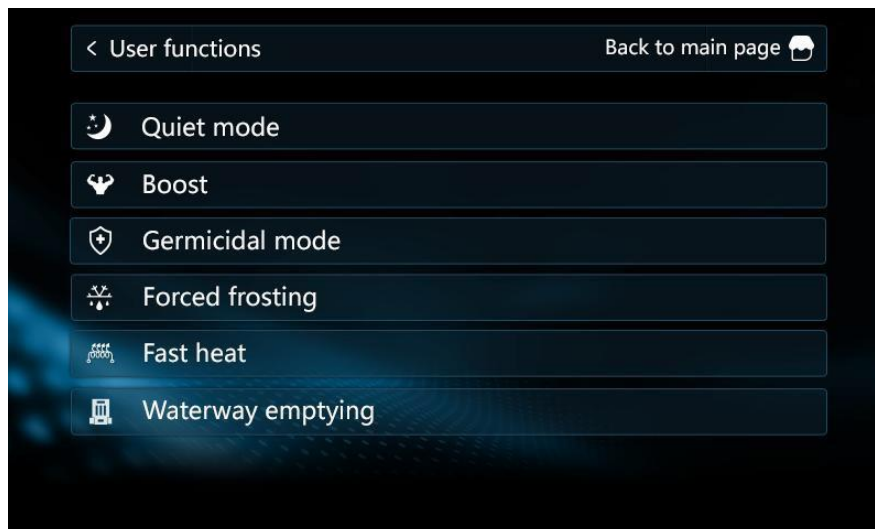 < User functions
Back to main page
Quiet mode
Boost
Germicidal mode
Forced frosting
Fast heat
Waterway emptying